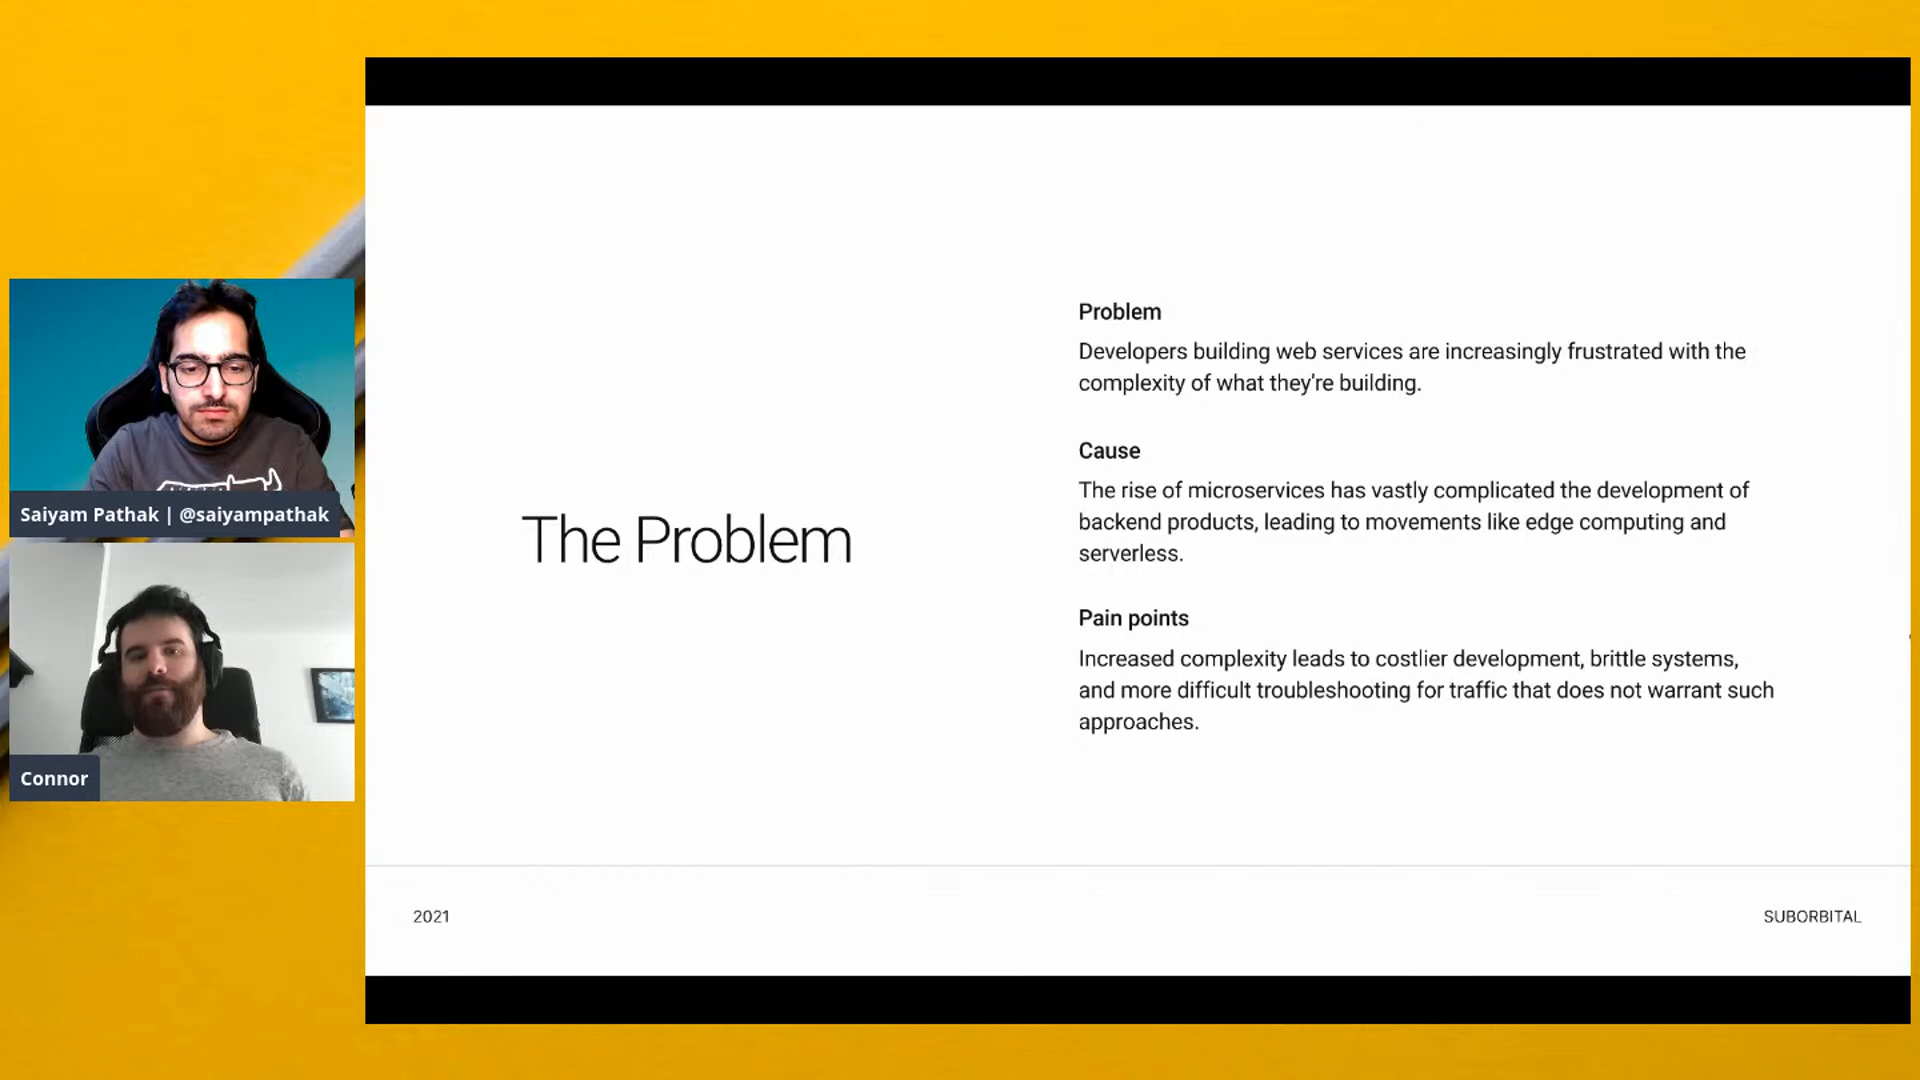 Saiyam Pathak | @saiyampathak
Connor
The Problem
Problem
Developers building web services are increasingly frustrated with the
complexity of what they're building.
Cause
The rise of microservices has vastly complicated the development of
backend products, leading to movements like edge computing and
serverless.
Pain points
Increased complexity leads to costlier development, brittle systems,
and more difficult troubleshooting for traffic that does not warrant such
approaches.
2021
SUBORBITAL